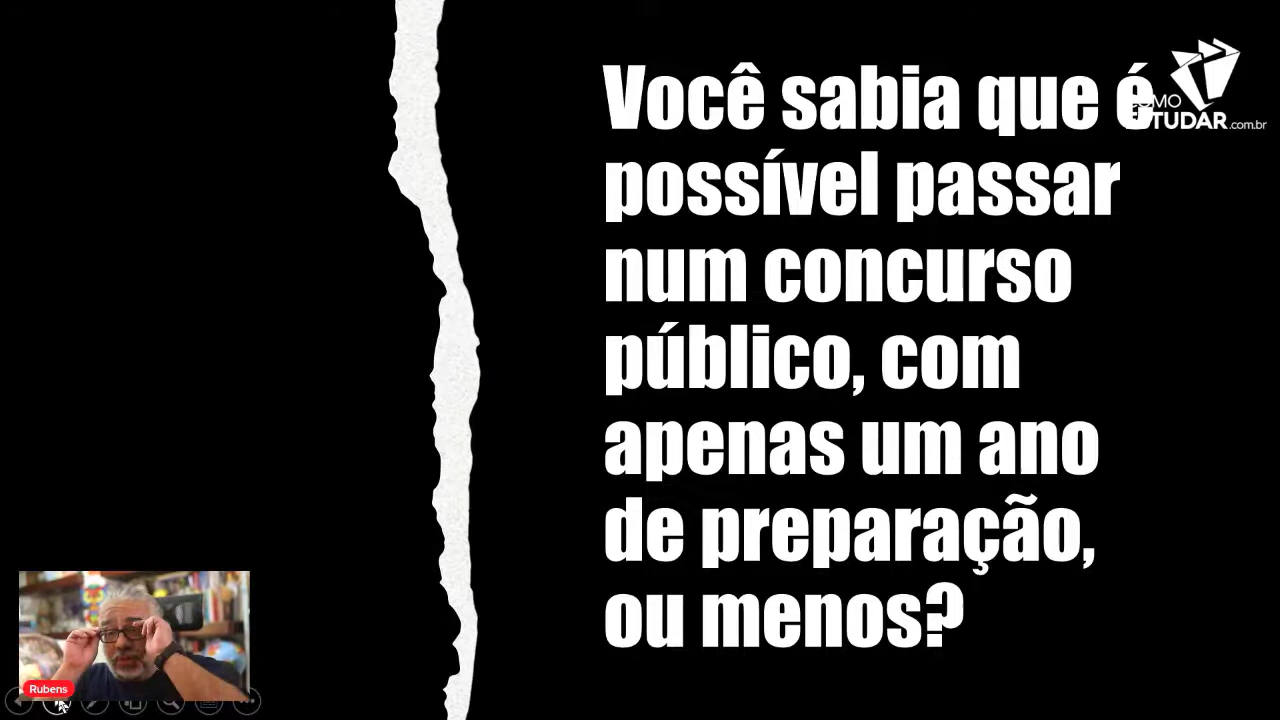 Você sabia que é
possível passar
num concurso
público, com
apenas um ano
de preparação,
ou menos?
TUDAR.com.br
Rubens